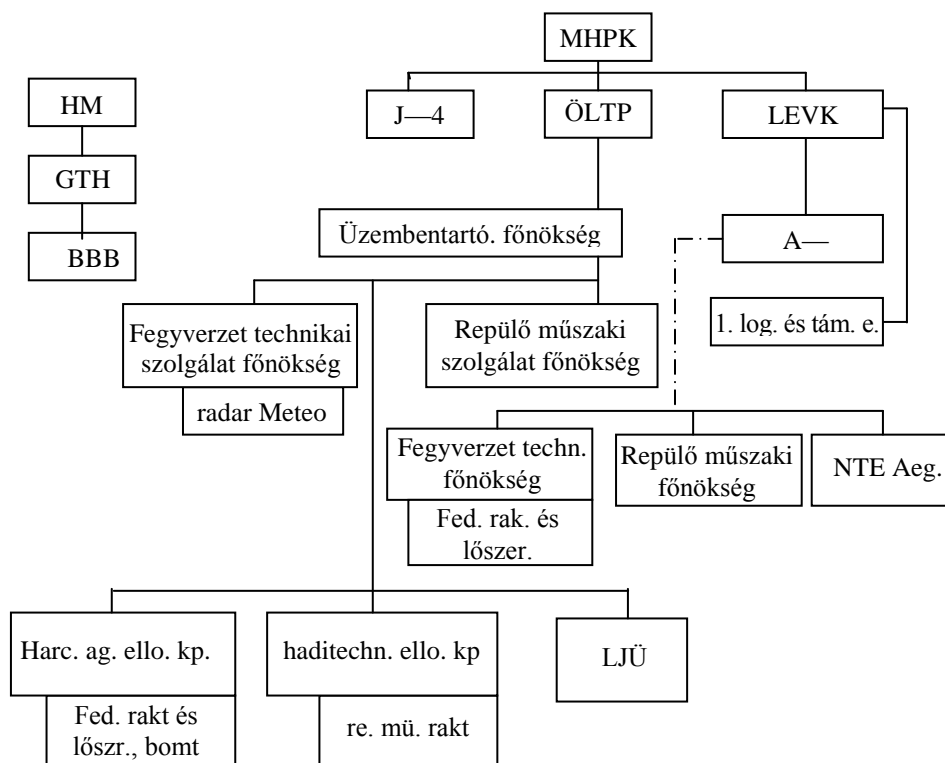 MHPK
HM
J—4
ÖLTP
LEVK
GTH
BBB
Üzembentartó. főnökség
A—
Fegyverzet technikai
szolgálat főnökség
radar Meteo
Repülő műszaki
szolgálat főnökség
1. log. és tám. e.
Fegyverzet techn.
főnökség
Fed. rak. és
lőszer.
Repülő műszaki
főnökség
NTE Aeg.
Harc. ag. ello. kp.
Fed. rakt és
lőszr., bomt
haditechn. ello. kp
re. mü. rakt
LJÜ